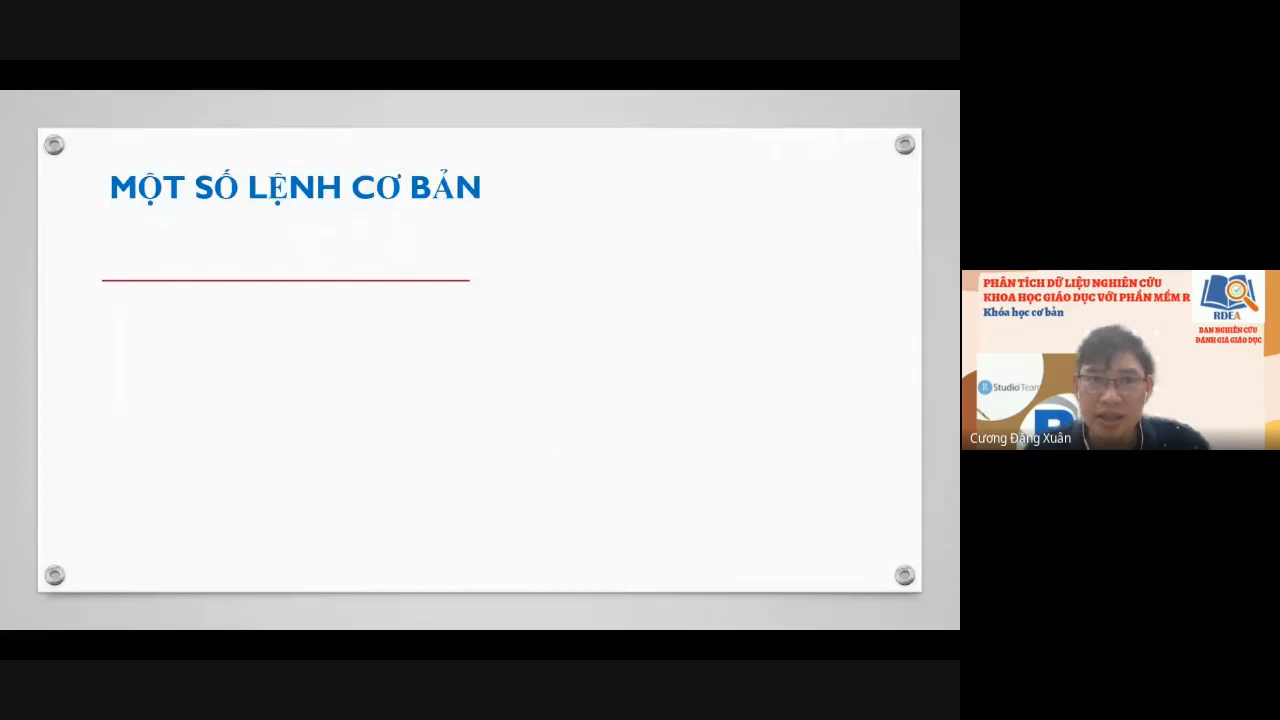 MỘT SỐ LỆNH CƠ BẢN
PHÂN TÍCH DỮ LIỆU NGHIÊN CỨU
KHOA HỌC GIÁO DỤC VỚI PHẦN MỀM R
Khóa học cơ bản
RDEA
BAN NGHIÊN CỨU
ĐÁNH GIÁ GIÁO DỤC
R Studio Team
R
Cương Đặng Xuân